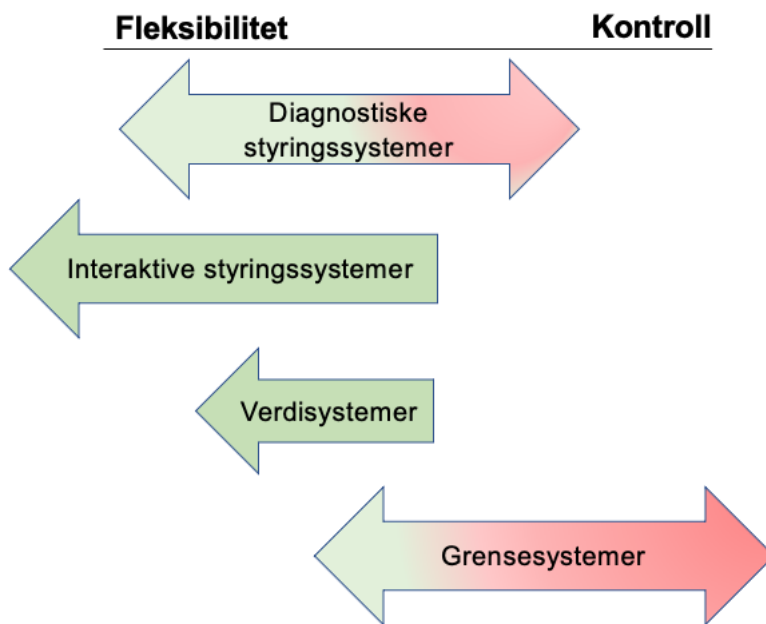 Fleksibilitet Kontroll
Diagnostiske
styringssystemer
Interaktive styringssystemer
Verdisystemer
Grensesystemer